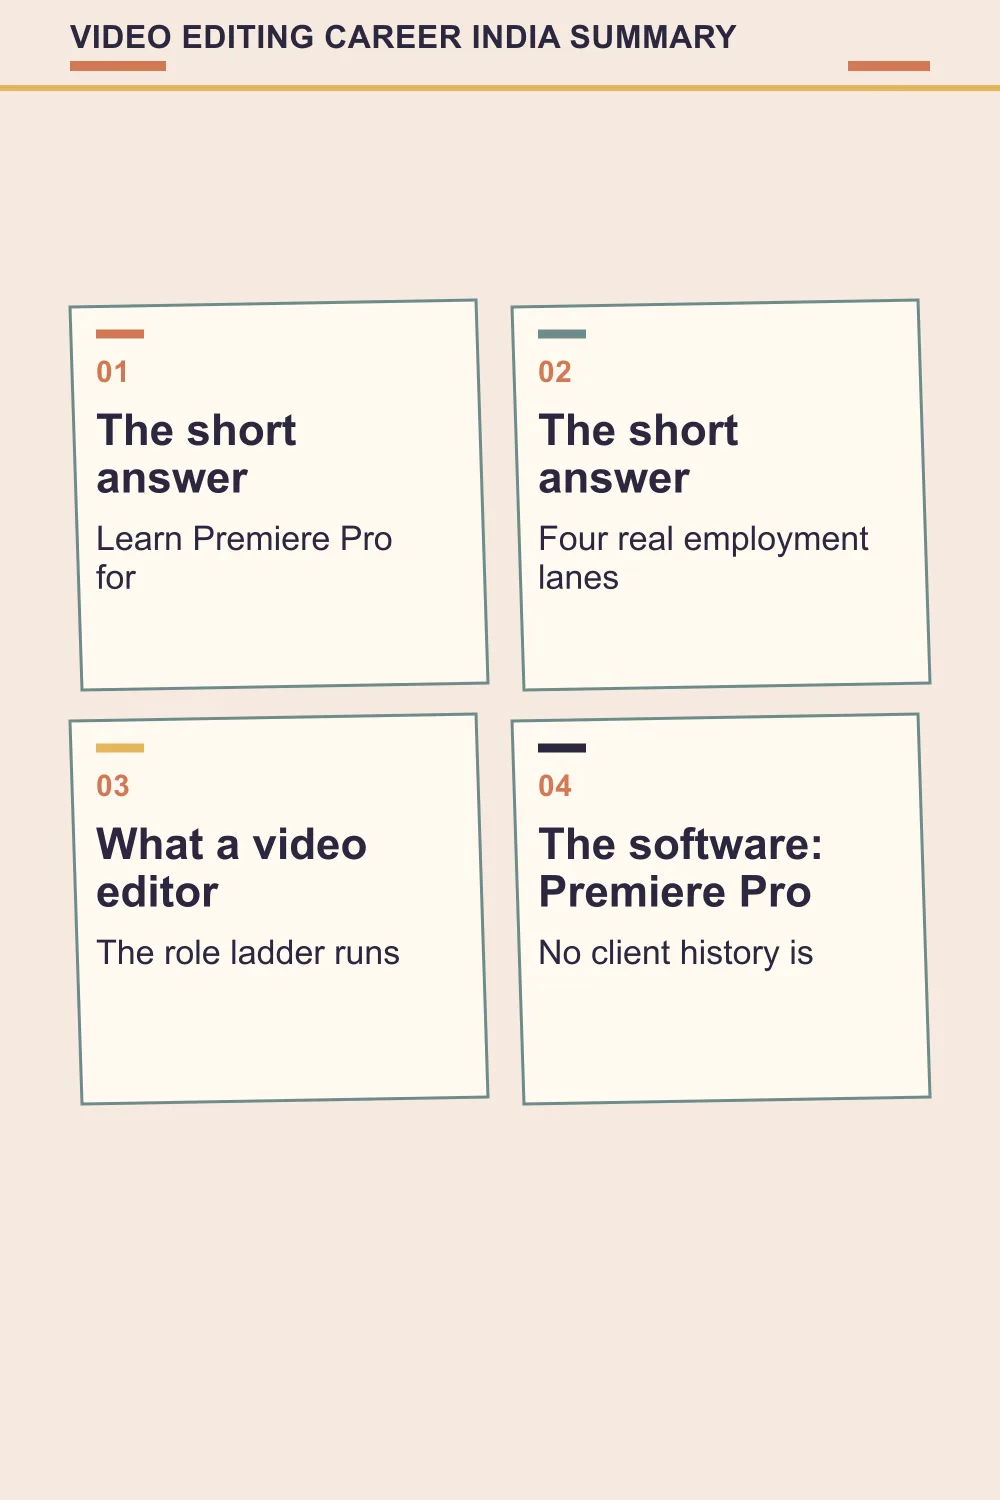 VIDEO EDITING CAREER INDIA SUMMARY
01
The short
answer
Learn Premiere Pro
for
02
The short
answer
Four real employment
lanes
03
What a video
editor
The role ladder runs
04
The software:
Premiere Pro
No client history is